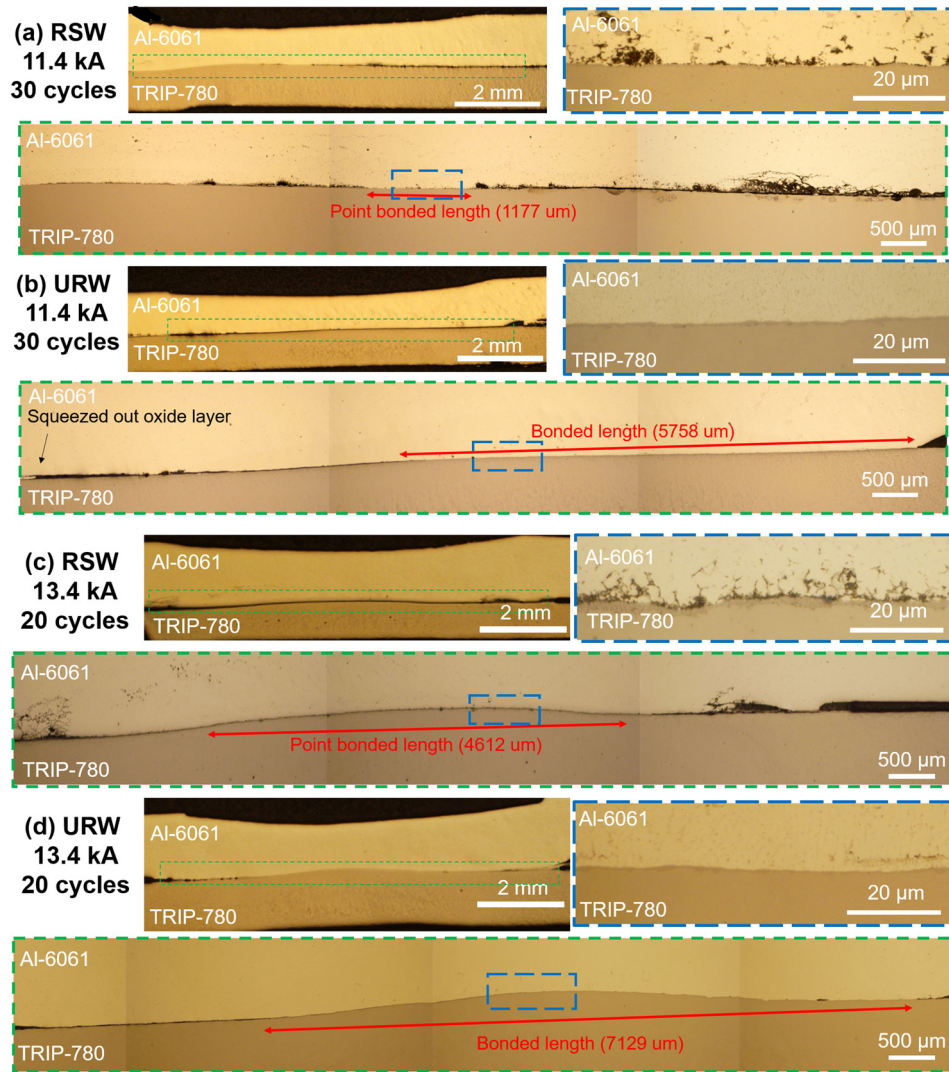 (a) RSW
11.4 kA
30 cycles
Al-6061
TRIP-780
2 mm
Al-6061
TRIP-780
20 µm
Al-6061
Point bonded length (1177 um)
TRIP-780
500 µm
(b) URW
11.4 kA
30 cycles
Al-6061
TRIP-780
2 mm
Al-6061
TRIP-780
20 µm
Al-6061
Squeezed out oxide layer
Bonded length (5758 um)
TRIP-780
500 µm
(c) RSW
13.4 kA
20 cycles
Al-6061
TRIP-780
2 mm
Al-6061
TRIP-780
20 µm
Al-6061
Point bonded length (4612 um)
TRIP-780
500 µm
(d) URW
13.4 kA
20 cycles
Al-6061
TRIP-780
2 mm
Al-6061
TRIP-780
20 µm
Al-6061
TRIP-780
Bonded length (7129 um)
500 µm